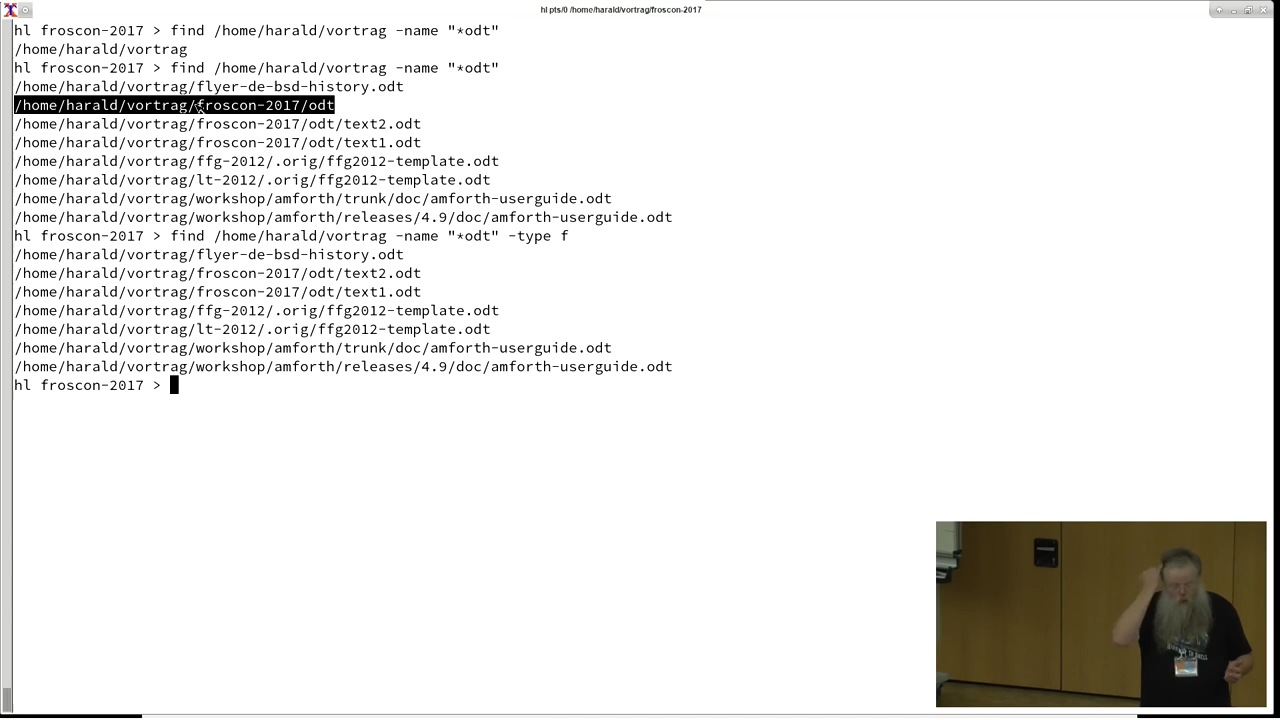 hl pts/0 /home/harald/vortrag/froscon-2017
hl froscon-2017 > find /home/harald/vortrag -name "*odt"
/home/harald/vortrag
hl froscon-2017 > find /home/harald/vortrag -name "*odt"
/home/harald/vortrag/flyer-de-bsd-history.odt
/home/harald/vortrag/froscon-2017/odt
/home/harald/vortrag/froscon-2017/odt/text2.odt
/home/harald/vortrag/froscon-2017/odt/text1.odt
/home/harald/vortrag/ffg-2012/.orig/ffg2012-template.odt
/home/harald/vortrag/lt-2012/.orig/ffg2012-template.odt
/home/harald/vortrag/workshop/amforth/trunk/doc/amforth-userguide.odt
/home/harald/vortrag/workshop/amforth/releases/4.9/doc/amforth-userguide.odt
hl froscon-2017 > find /home/harald/vortrag -name "*odt" -type f
/home/harald/vortrag/flyer-de-bsd-history.odt
/home/harald/vortrag/froscon-2017/odt/text2.odt
/home/harald/vortrag/froscon-2017/odt/text1.odt
/home/harald/vortrag/ffg-2012/.orig/ffg2012-template.odt
/home/harald/vortrag/lt-2012/.orig/ffg2012-template.odt
/home/harald/vortrag/workshop/amforth/trunk/doc/amforth-userguide.odt
/home/harald/vortrag/workshop/amforth/releases/4.9/doc/amforth-userguide.odt
hl froscon-2017 >